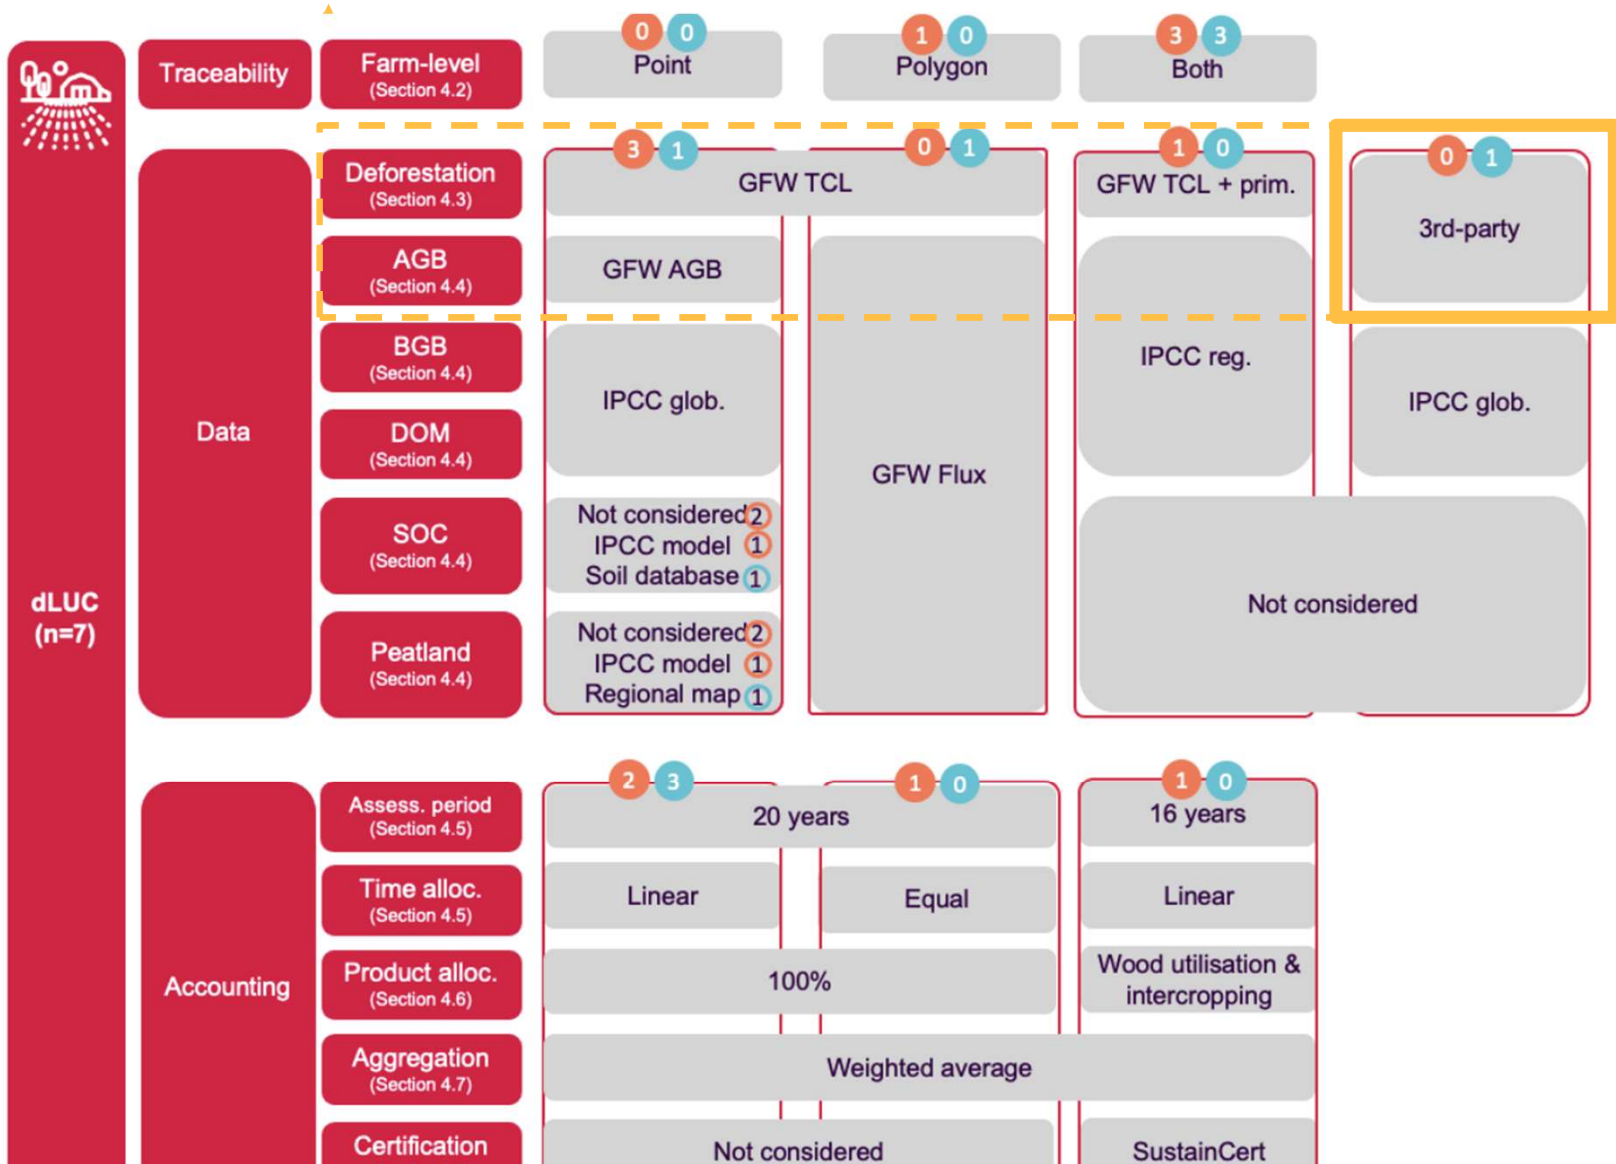 0 0
1 0
3 3
Traceability
Farm-level
(Section 4.2)
Point
Polygon
Both
3 1
0 1
1 0
0 1
Deforestation
(Section 4.3)
GFW TCL
GFW TCL + prim.
3rd-party
AGB
(Section 4.4)
GFW AGB
BGB
(Section 4.4)
IPCC glob.
IPCC reg.
IPCC glob.
Data
DOM
(Section 4.4)
GFW Flux
SOC
(Section 4.4)
Not considered 2
IPCC model 1
Soil database 1
Not considered
dLUC
(n=7)
Peatland
(Section 4.4)
Not considered 2
IPCC model 1
Regional map 1
2 3
1 0
1 0
Assess. period
(Section 4.5)
20 years
16 years
Time alloc.
(Section 4.5)
Linear
Equal
Linear
Accounting
Product alloc.
(Section 4.6)
100%
Wood utilisation &
intercropping
Aggregation
(Section 4.7)
Weighted average
Certification
Not considered
SustainCert